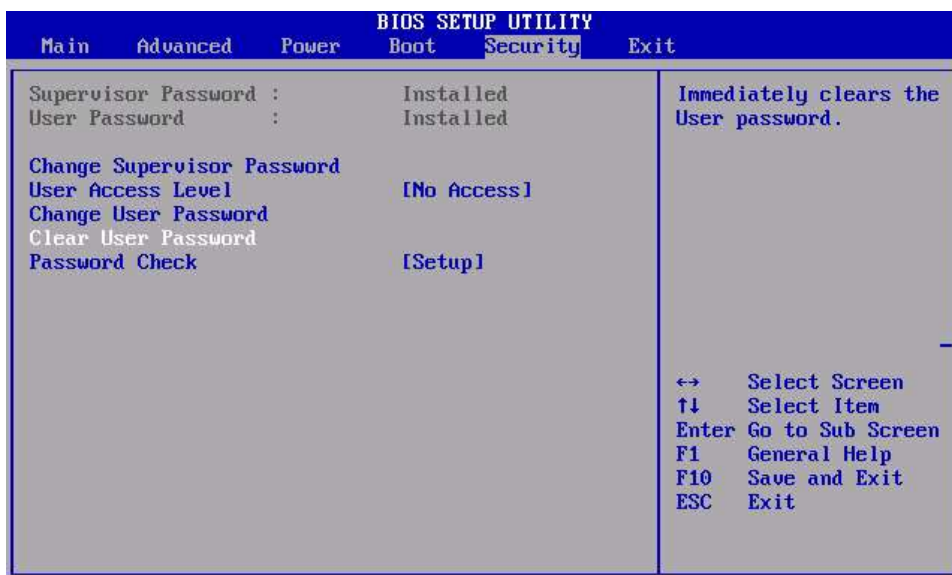 BIOS SETUP UTILITY
Main Advanced Power Boot Security Exit
Supervisor Password : Installed
User Password : Installed
Change Supervisor Password
User Access Level [No Access]
Change User Password
Clear User Password
Password Check [Setup]
Immediately clears the
User password.
↔ Select Screen
↑↓ Select Item
Enter Go to Sub Screen
F1 General Help
F10 Save and Exit
ESC Exit